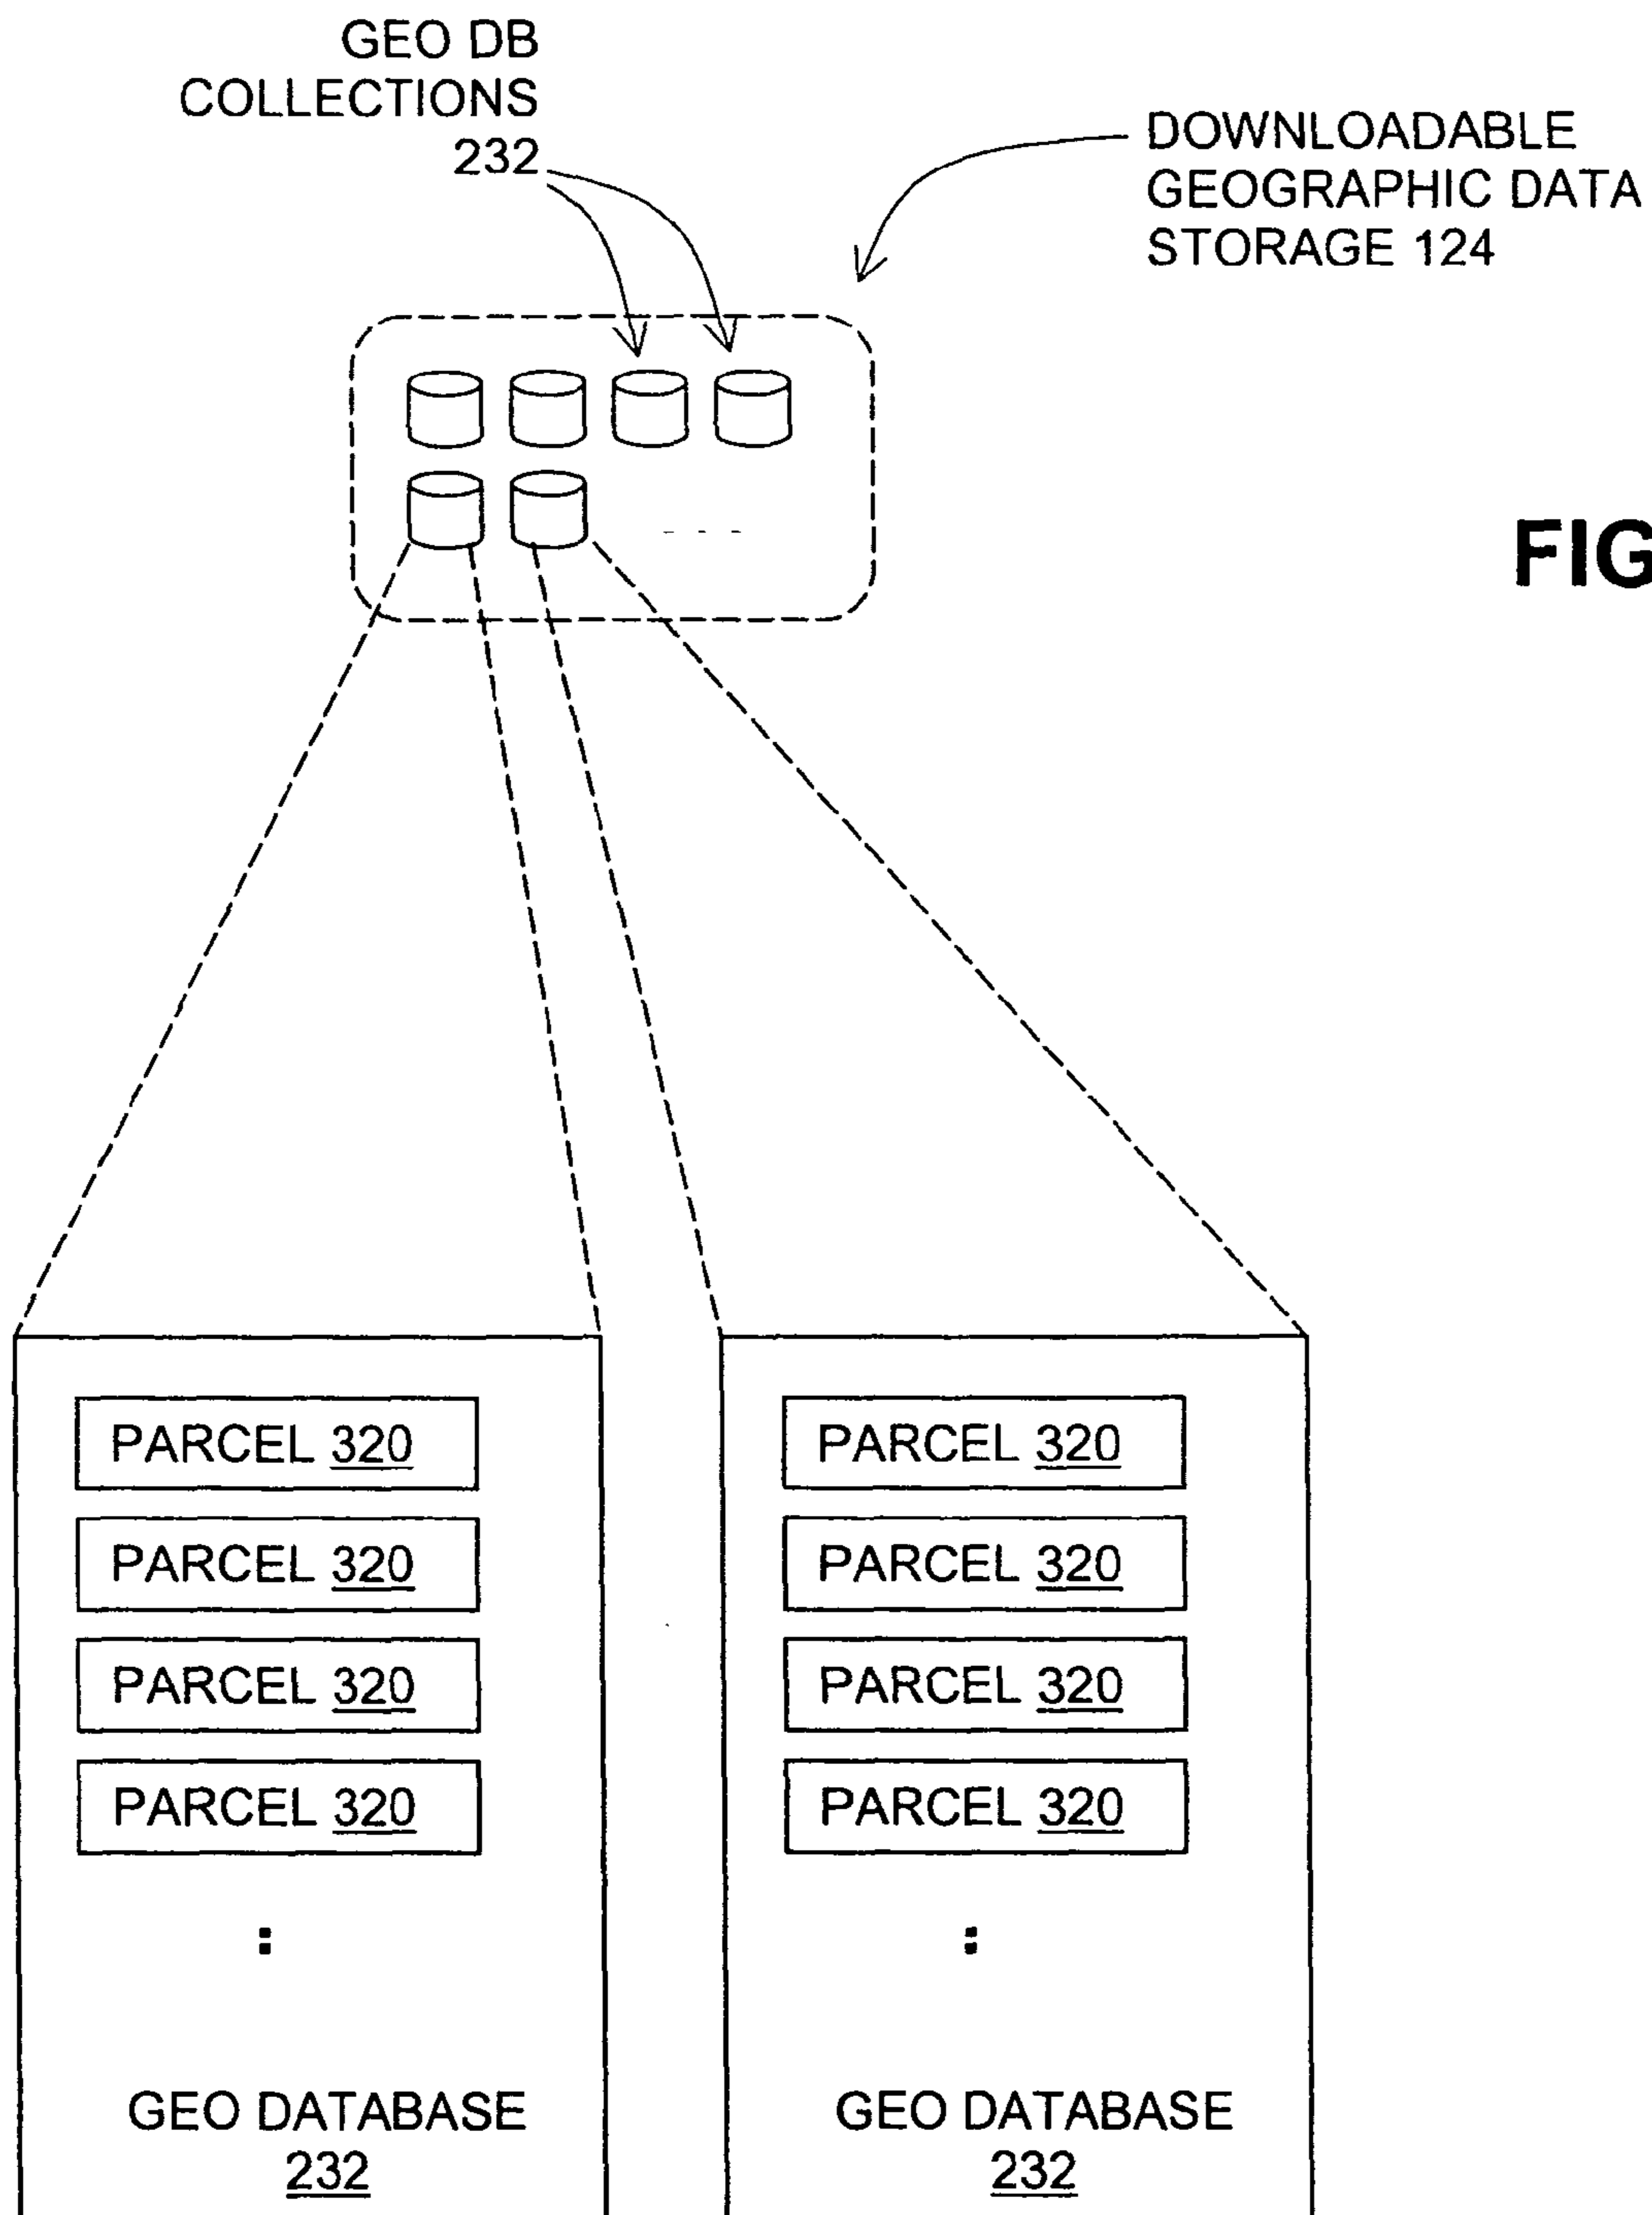 GEO DB
COLLECTIONS
232
DOWNLOADABLE
GEOGRAPHIC DATA
STORAGE 124
FIG
PARCEL 320
PARCEL 320
PARCEL 320
PARCEL 320
:
GEO DATABASE
232
PARCEL 320
PARCEL 320
PARCEL 320
PARCEL 320
:
GEO DATABASE
232